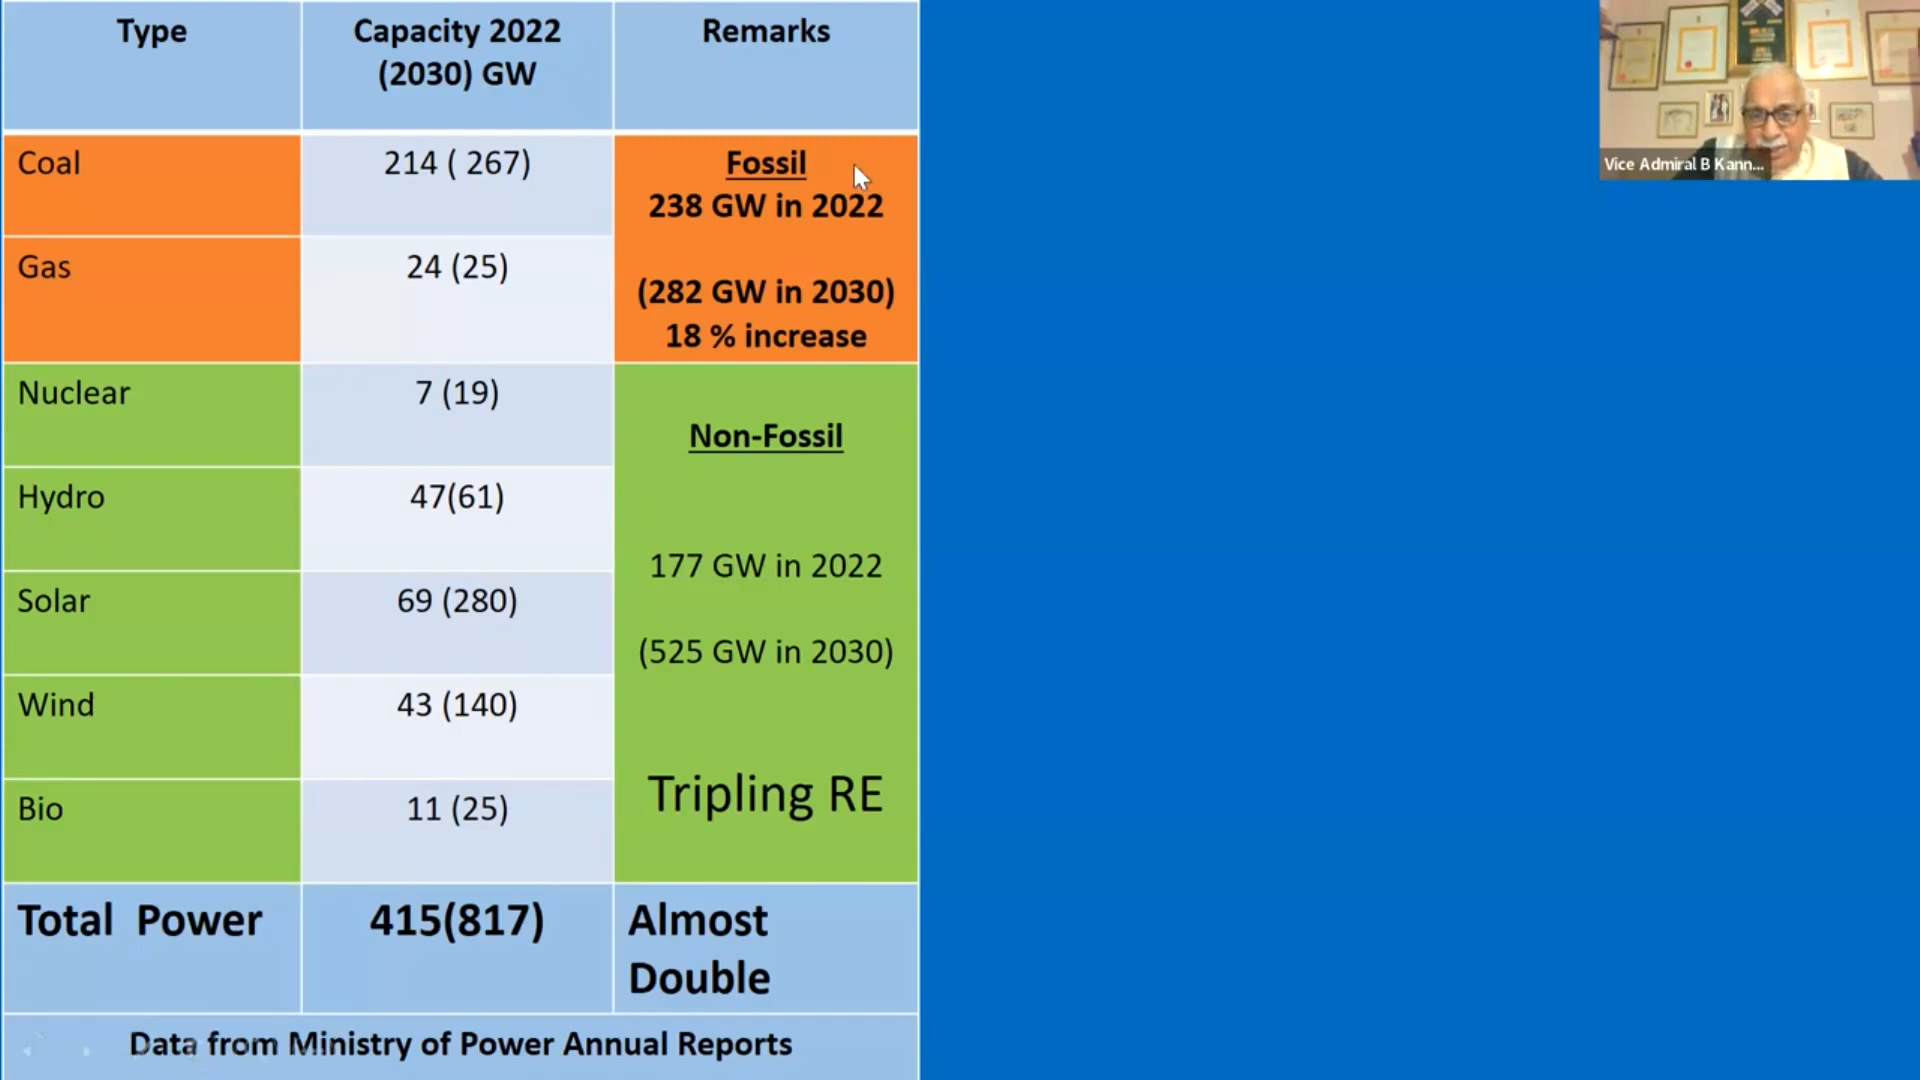 Type
Capacity 2022
(2030) GW
Remarks
Coal
214 ( 267)
Fossil
238 GW in 2022
(282 GW in 2030)
18 % increase
Gas
24 (25)
Nuclear
7 (19)
Non-Fossil
177 GW in 2022
(525 GW in 2030)
Tripling RE
Hydro
47(61)
Solar
69 (280)
Wind
43 (140)
Bio
11 (25)
Total Power
415(817)
Almost
Double
Data from Ministry of Power Annual Reports
Vice Admiral B Kann...